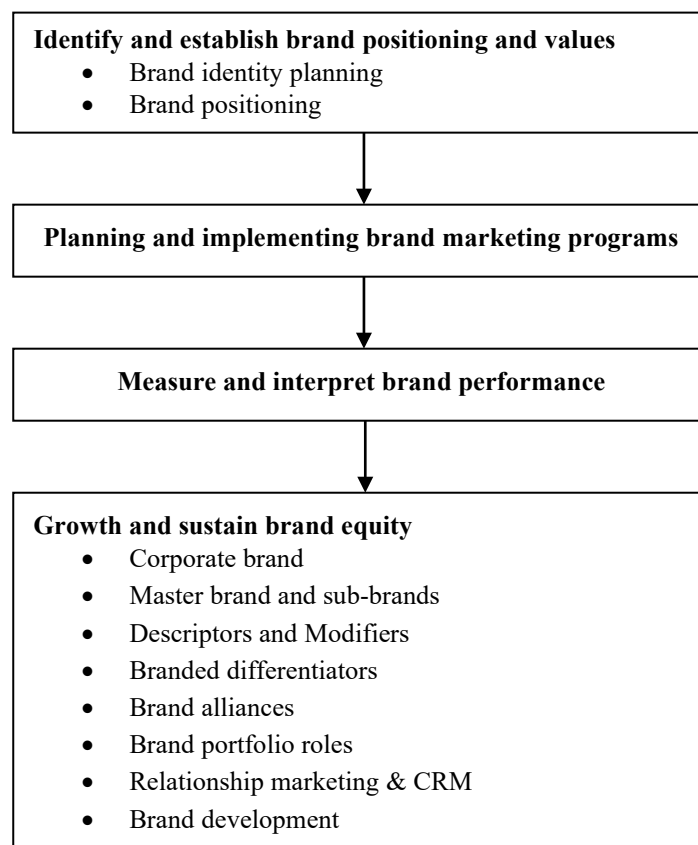 Identify and establish brand positioning and values
• Brand identity planning
• Brand positioning
Planning and implementing brand marketing programs
Measure and interpret brand performance
Growth and sustain brand equity
• Corporate brand
• Master brand and sub-brands
• Descriptors and Modifiers
• Branded differentiators
• Brand alliances
• Brand portfolio roles
• Relationship marketing & CRM
• Brand development